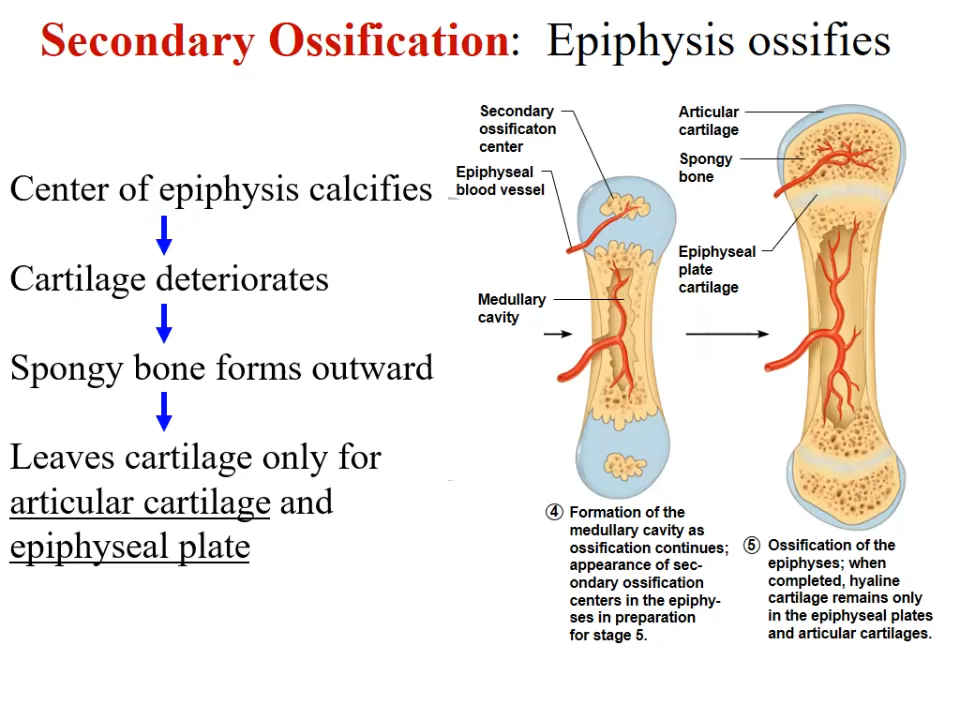 Secondary Ossification: Epiphysis ossifies
Center of epiphysis calcifies
Cartilage deteriorates
Spongy bone forms outward
Leaves cartilage only for
articular cartilage and
epiphyseal plate
Secondary
ossificaton
center
Epiphyseal
blood vessel
Medullary
cavity
④ Formation of the
medullary cavity as
ossification continues;
appearance of sec-
ondary ossification
centers in the epiphy-
ses in preparation
for stage 5.
Articular
cartilage
Spongy
bone
Epiphyseal
plate
cartilage
⑤ Ossification of the
epiphyses; when
completed, hyaline
cartilage remains only
in the epiphyseal plates
and articular cartilages.